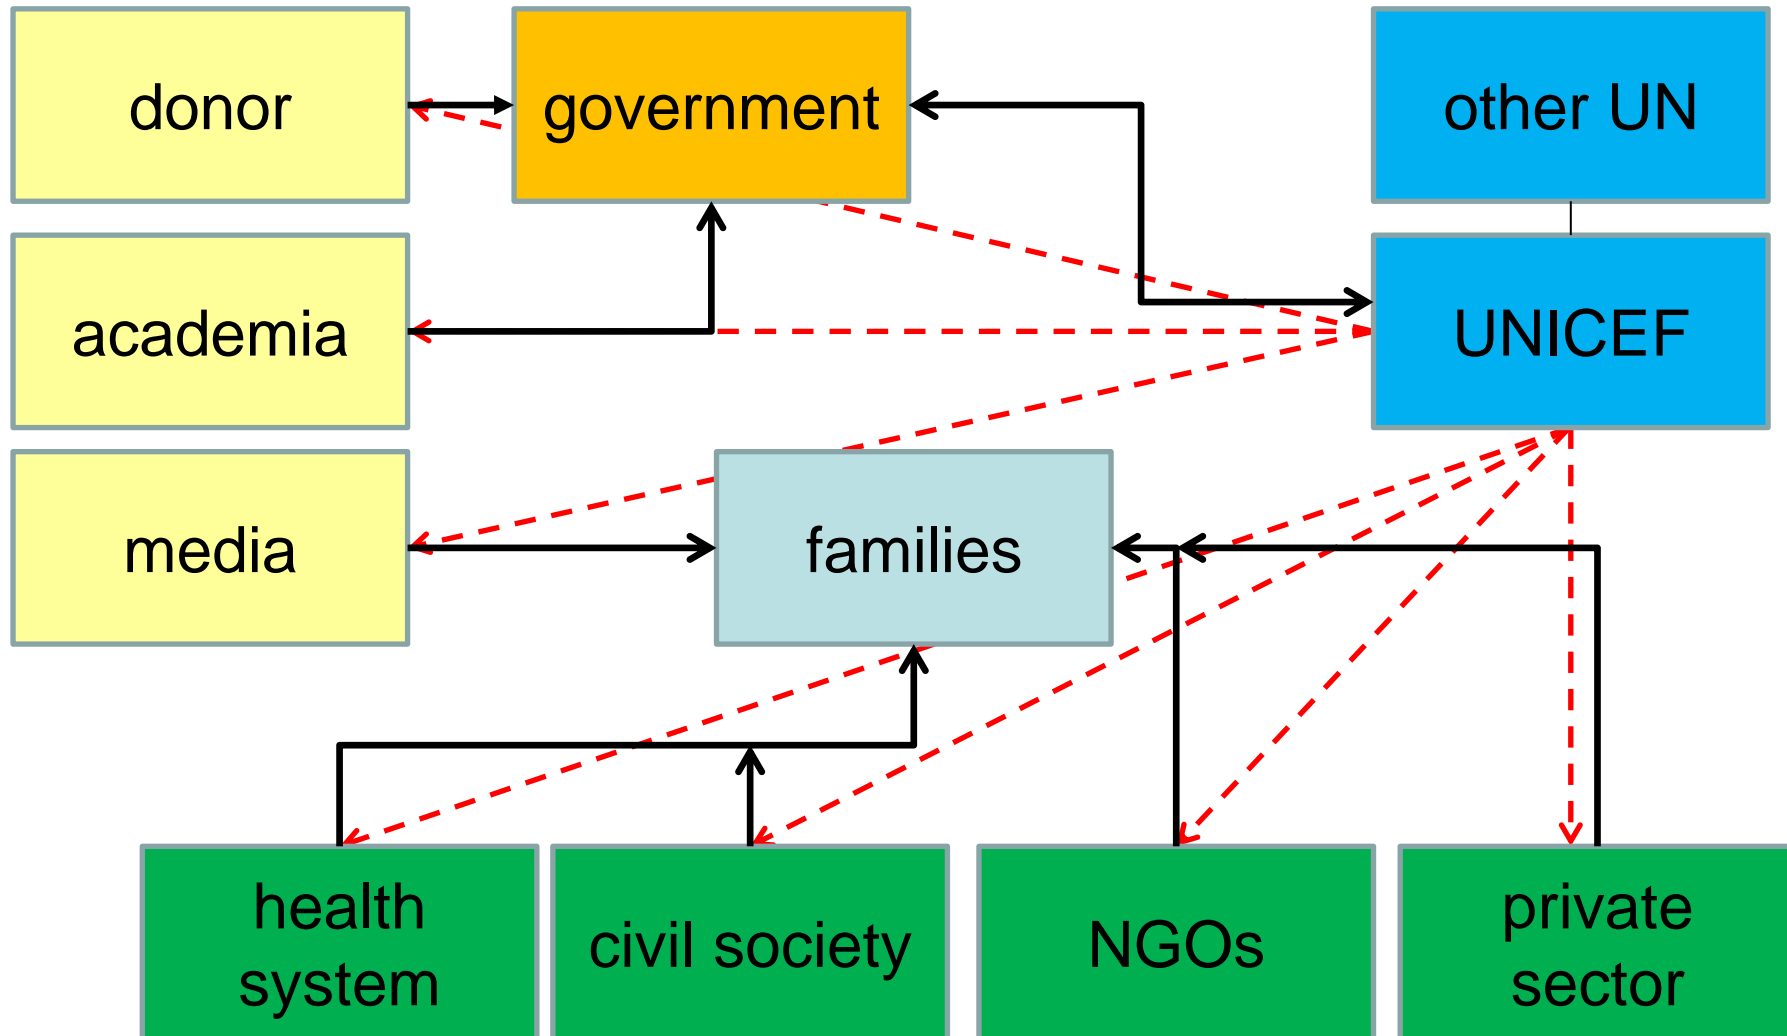 donor
government
other UN
academia
UNICEF
media
families
health
system
civil society
NGOs
private
sector